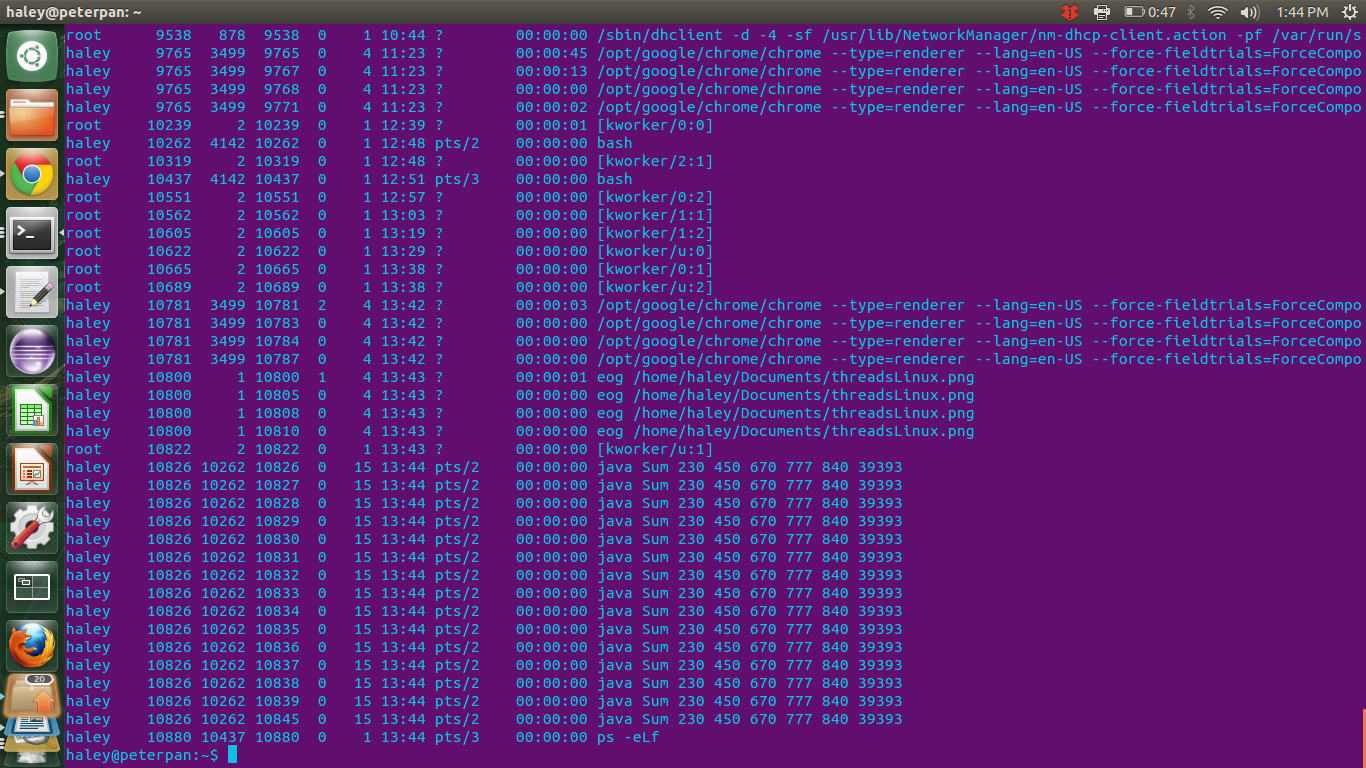 haley@peterpan: ~
0:47
1:44 PM
root 9538 878 9538 0 1 10:44 ? 00:00:00 /sbin/dhclient -d -4 -sf /usr/lib/NetworkManager/nm-dhcp-client.action -pf /var/run/s
haley 9765 3499 9765 0 4 11:23 ? 00:00:45 /opt/google/chrome/chrome --type=renderer --lang=en-US --force-fieldtrials=ForceCompo
haley 9765 3499 9767 0 4 11:23 ? 00:00:13 /opt/google/chrome/chrome --type=renderer --lang=en-US --force-fieldtrials=ForceCompo
haley 9765 3499 9768 0 4 11:23 ? 00:00:00 /opt/google/chrome/chrome --type=renderer --lang=en-US --force-fieldtrials=ForceCompo
haley 9765 3499 9771 0 4 11:23 ? 00:00:02 /opt/google/chrome/chrome --type=renderer --lang=en-US --force-fieldtrials=ForceCompo
root 10239 2 10239 0 1 12:39 ? 00:00:01 [kworker/0:0]
haley 10262 4142 10262 0 1 12:48 pts/2 00:00:00 bash
root 10319 2 10319 0 1 12:48 ? 00:00:00 [kworker/2:1]
haley 10437 4142 10437 0 1 12:51 pts/3 00:00:00 bash
root 10551 2 10551 0 1 12:57 ? 00:00:00 [kworker/0:2]
root 10562 2 10562 0 1 13:03 ? 00:00:00 [kworker/1:1]
root 10605 2 10605 0 1 13:19 ? 00:00:00 [kworker/1:2]
root 10622 2 10622 0 1 13:29 ? 00:00:00 [kworker/u:0]
root 10665 2 10665 0 1 13:38 ? 00:00:00 [kworker/0:1]
root 10689 2 10689 0 1 13:38 ? 00:00:00 [kworker/u:2]
haley 10781 3499 10781 2 4 13:42 ? 00:00:03 /opt/google/chrome/chrome --type=renderer --lang=en-US --force-fieldtrials=ForceCompo
haley 10781 3499 10783 0 4 13:42 ? 00:00:00 /opt/google/chrome/chrome --type=renderer --lang=en-US --force-fieldtrials=ForceCompo
haley 10781 3499 10784 0 4 13:42 ? 00:00:00 /opt/google/chrome/chrome --type=renderer --lang=en-US --force-fieldtrials=ForceCompo
haley 10781 3499 10787 0 4 13:42 ? 00:00:00 /opt/google/chrome/chrome --type=renderer --lang=en-US --force-fieldtrials=ForceCompo
haley 10800 1 10800 1 4 13:43 ? 00:00:01 eog /home/haley/Documents/threadsLinux.png
haley 10800 1 10805 0 4 13:43 ? 00:00:00 eog /home/haley/Documents/threadsLinux.png
haley 10800 1 10808 0 4 13:43 ? 00:00:00 eog /home/haley/Documents/threadsLinux.png
haley 10800 1 10810 0 4 13:43 ? 00:00:00 eog /home/haley/Documents/threadsLinux.png
root 10822 2 10822 0 1 13:43 ? 00:00:00 [kworker/u:1]
haley 10826 10262 10826 0 15 13:44 pts/2 00:00:00 java Sum 230 450 670 777 840 39393
haley 10826 10262 10827 0 15 13:44 pts/2 00:00:00 java Sum 230 450 670 777 840 39393
haley 10826 10262 10828 0 15 13:44 pts/2 00:00:00 java Sum 230 450 670 777 840 39393
haley 10826 10262 10829 0 15 13:44 pts/2 00:00:00 java Sum 230 450 670 777 840 39393
haley 10826 10262 10830 0 15 13:44 pts/2 00:00:00 java Sum 230 450 670 777 840 39393
haley 10826 10262 10831 0 15 13:44 pts/2 00:00:00 java Sum 230 450 670 777 840 39393
haley 10826 10262 10832 0 15 13:44 pts/2 00:00:00 java Sum 230 450 670 777 840 39393
haley 10826 10262 10833 0 15 13:44 pts/2 00:00:00 java Sum 230 450 670 777 840 39393
haley 10826 10262 10834 0 15 13:44 pts/2 00:00:00 java Sum 230 450 670 777 840 39393
haley 10826 10262 10835 0 15 13:44 pts/2 00:00:00 java Sum 230 450 670 777 840 39393
haley 10826 10262 10836 0 15 13:44 pts/2 00:00:00 java Sum 230 450 670 777 840 39393
haley 10826 10262 10837 0 15 13:44 pts/2 00:00:00 java Sum 230 450 670 777 840 39393
haley 10826 10262 10838 0 15 13:44 pts/2 00:00:00 java Sum 230 450 670 777 840 39393
haley 10826 10262 10839 0 15 13:44 pts/2 00:00:00 java Sum 230 450 670 777 840 39393
haley 10826 10262 10845 0 15 13:44 pts/2 00:00:00 java Sum 230 450 670 777 840 39393
haley 10880 10437 10880 0 1 13:44 pts/3 00:00:00 ps -eLf
haley@peterpan:~$
20